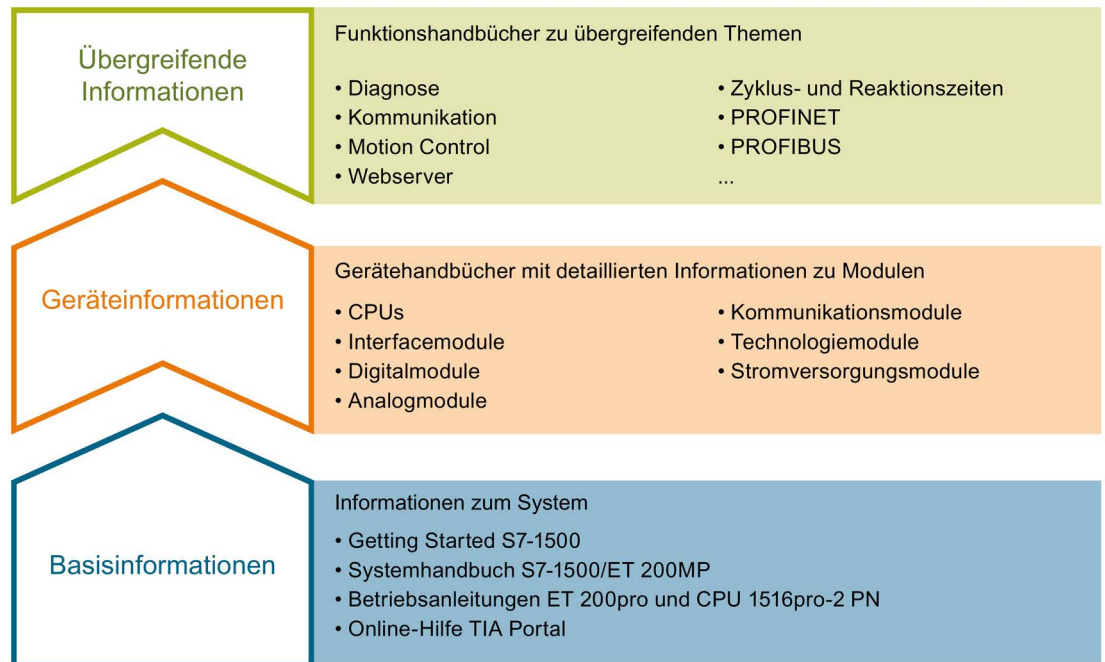 Übergreifende
Informationen
Funktionshandbücher zu übergreifenden Themen
• Diagnose
• Kommunikation
• Motion Control
• Webserver
• Zyklus- und Reaktionszeiten
• PROFINET
• PROFIBUS
...
Geräteinformationen
Gerätehandbücher mit detaillierten Informationen zu Modulen
• CPUs
• Interfacemodule
• Digitalmodule
• Analogmodule
• Kommunikationsmodule
• Technologiemodule
• Stromversorgungsmodule
Basisinformationen
Informationen zum System
• Getting Started S7-1500
• Systemhandbuch S7-1500/ET 200MP
• Betriebsanleitungen ET 200pro und CPU 1516pro-2 PN
• Online-Hilfe TIA Portal